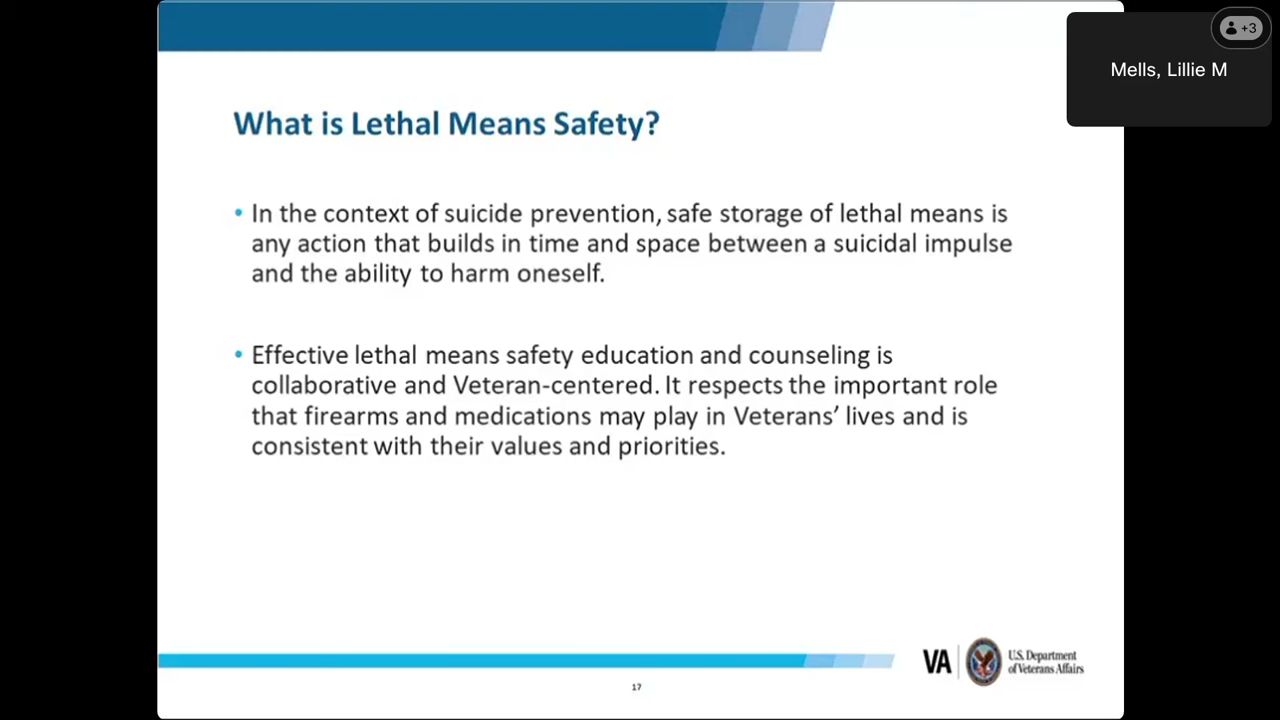 +3
Mells, Lillie M
What is Lethal Means Safety?
• In the context of suicide prevention, safe storage of lethal means is
any action that builds in time and space between a suicidal impulse
and the ability to harm oneself.
• Effective lethal means safety education and counseling is
collaborative and Veteran-centered. It respects the important role
that firearms and medications may play in Veterans’ lives and is
consistent with their values and priorities.
VA
U.S. Department
of Veterans Affairs
17